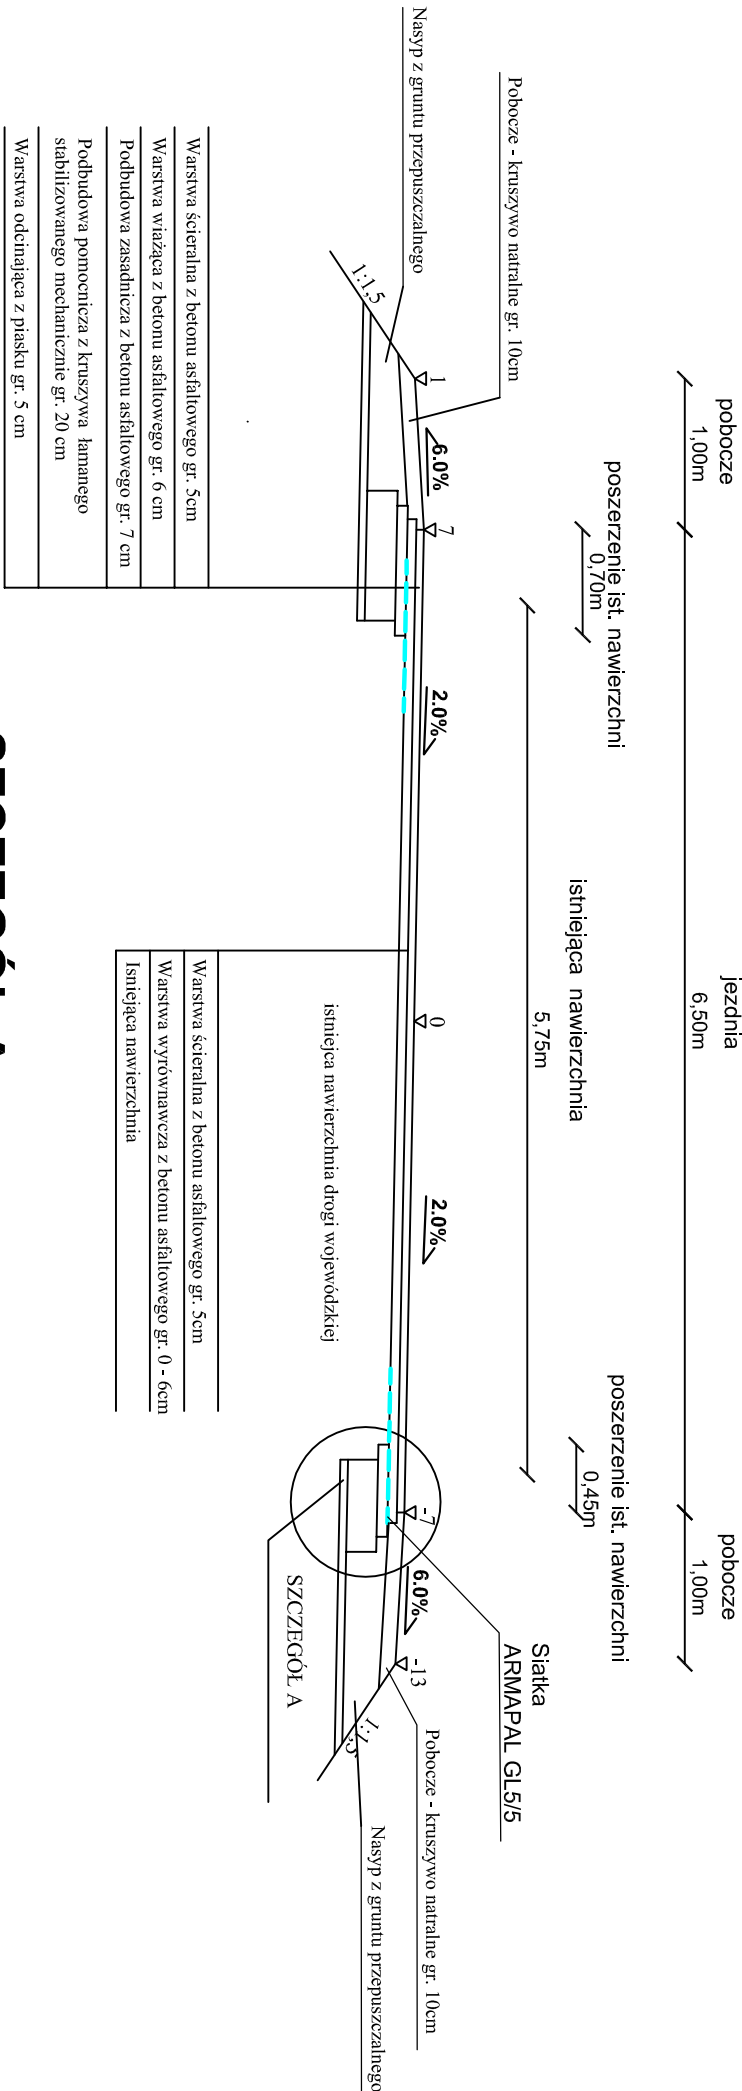 pobocze
1,00m
jezdnia
6,50m
pobocze
1,00m
poszerzenie ist. nawierzchni
0,70m
istniejąca nawierzchnia
5,75m
poszerzenie ist. nawierzchni
0,45m
Siatka
ARMAPAL GL5/5
Pobocze - kruszywo natralne gr. 10cm
Nasyp z gruntu przepuszczalnego
1:1,5
1
6.0%
7
2.0%
0
2.0%
-7
6.0%
-13
1:1,5
Pobocze - kruszywo natralne gr. 10cm
Nasyp z gruntu przepuszczalnego
istniejca nawierzchnia drogi wojewódzkiej
SZCZEGÓŁ A
Warstwa ścieralna z betonu asfaltowego gr. 5cm
Warstwa wiażąca z betonu asfaltowego gr. 6 cm
Podbudowa zasadnicza z betonu asfaltowego gr. 7 cm
Podbudowa pomocnicza z kruszywa łamanego
stabilizowanego mechanicznie gr. 20 cm
Warstwa odcinająca z piasku gr. 5 cm
Warstwa ścieralna z betonu asfaltowego gr. 5cm
Warstwa wyrównawcza z betonu asfaltowego gr. 0 - 6cm
Isniejąca nawierzchnia